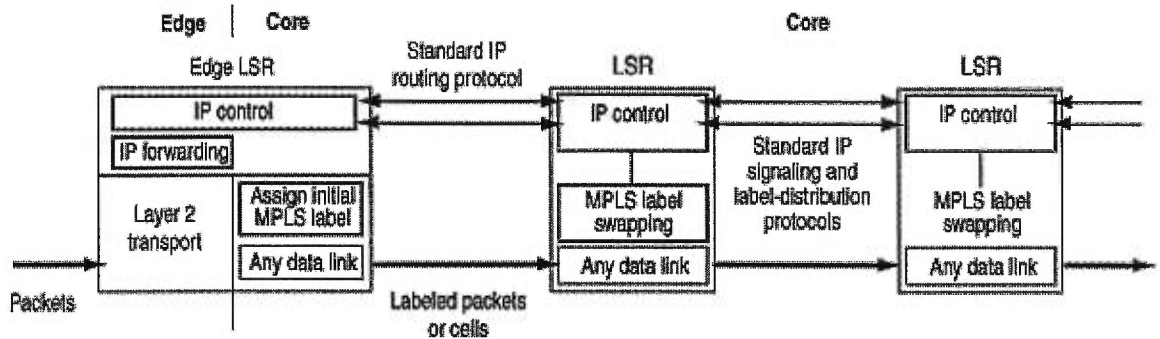 Edge
Core
Core
Edge LSR
Standard IP
routing protocol
LSR
LSR
IP control
IP control
IP control
IP forwarding
Layer 2
transport
Assign initial
MPLS label
Any data link
MPLS label
swapping
Any data link
Standard IP
signaling and
label-distribution
protocols
MPLS label
swapping
Any data link
Packets
Labeled packets
or cells